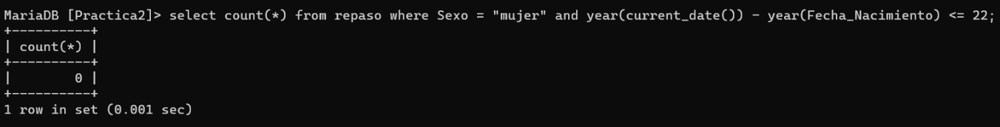 MariaDB [Practica2]> select count(*) from repaso where Sexo = "mujer" and year(current_date()) - year(Fecha_Nacimiento) <= 22;
+----------+
| count(*) |
+----------+
|        0 |
+----------+
1 row in set (0.001 sec)